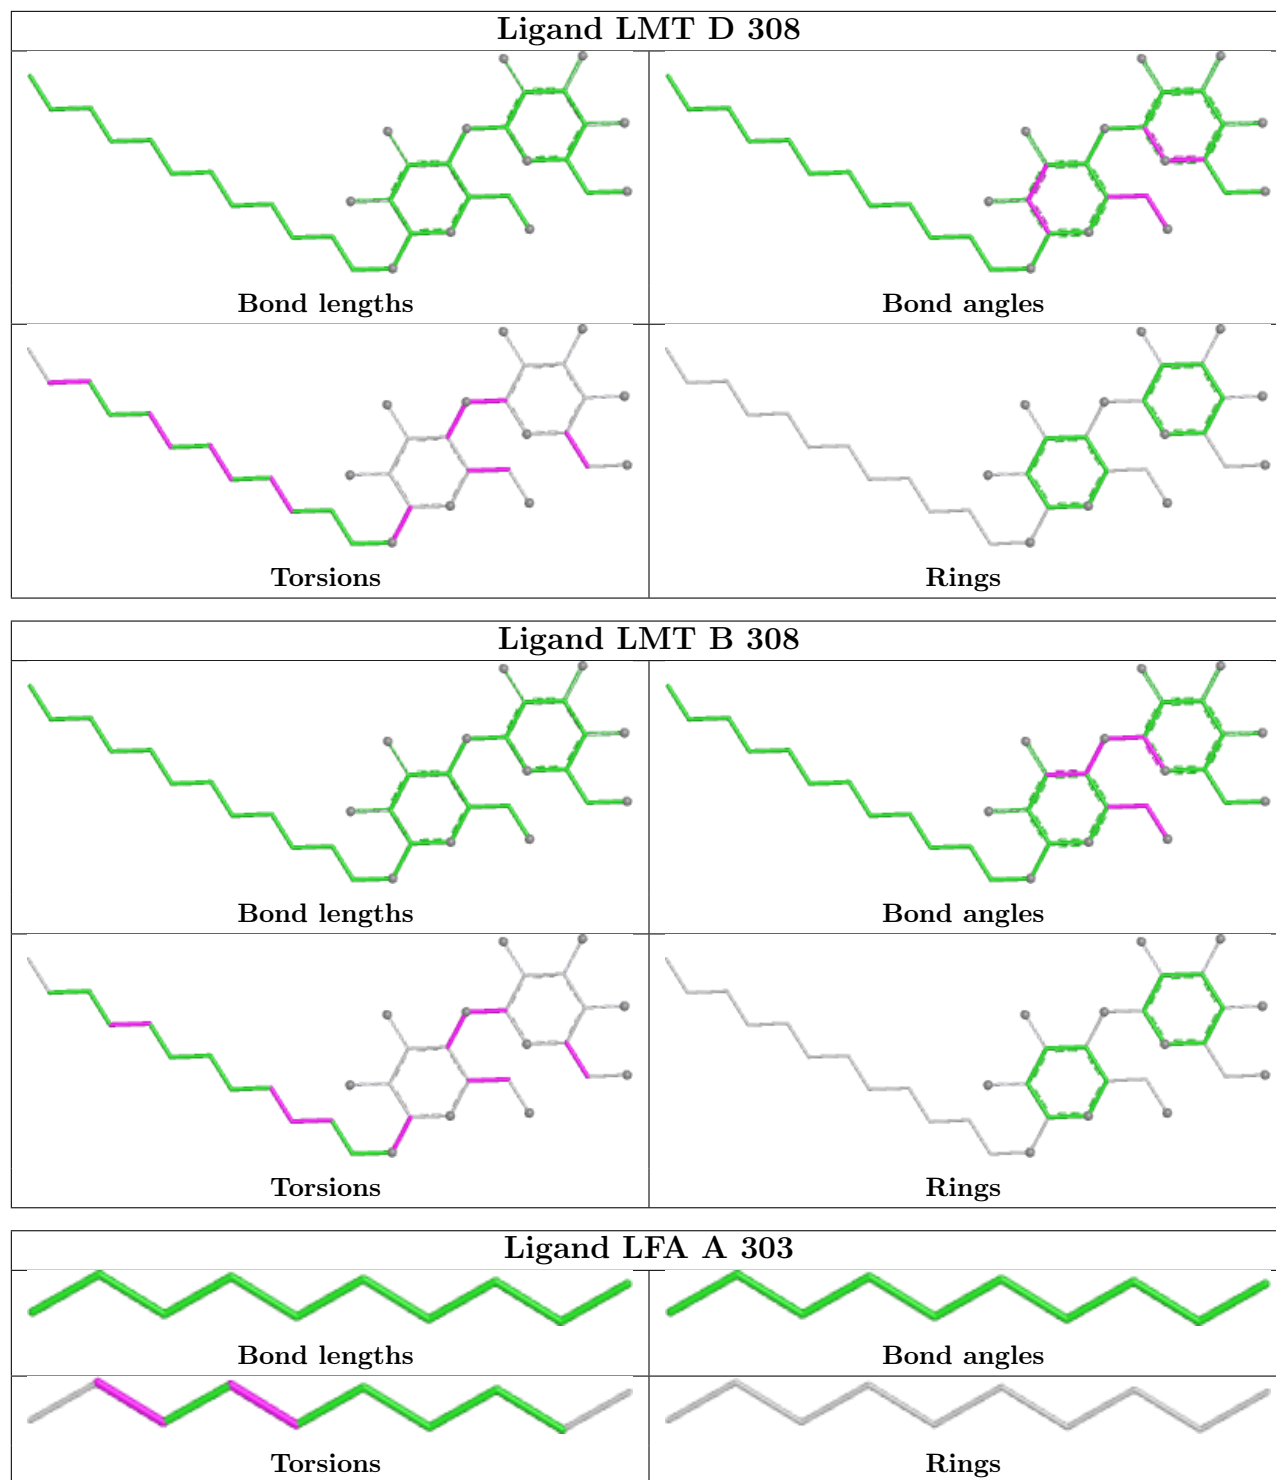 Ligand LMT D 308
Bond lengths
Bond angles
Torsions
Rings
Ligand LMT B 308
Bond lengths
Bond angles
Torsions
Rings
Ligand LFA A 303
Bond lengths
Bond angles
Torsions
Rings